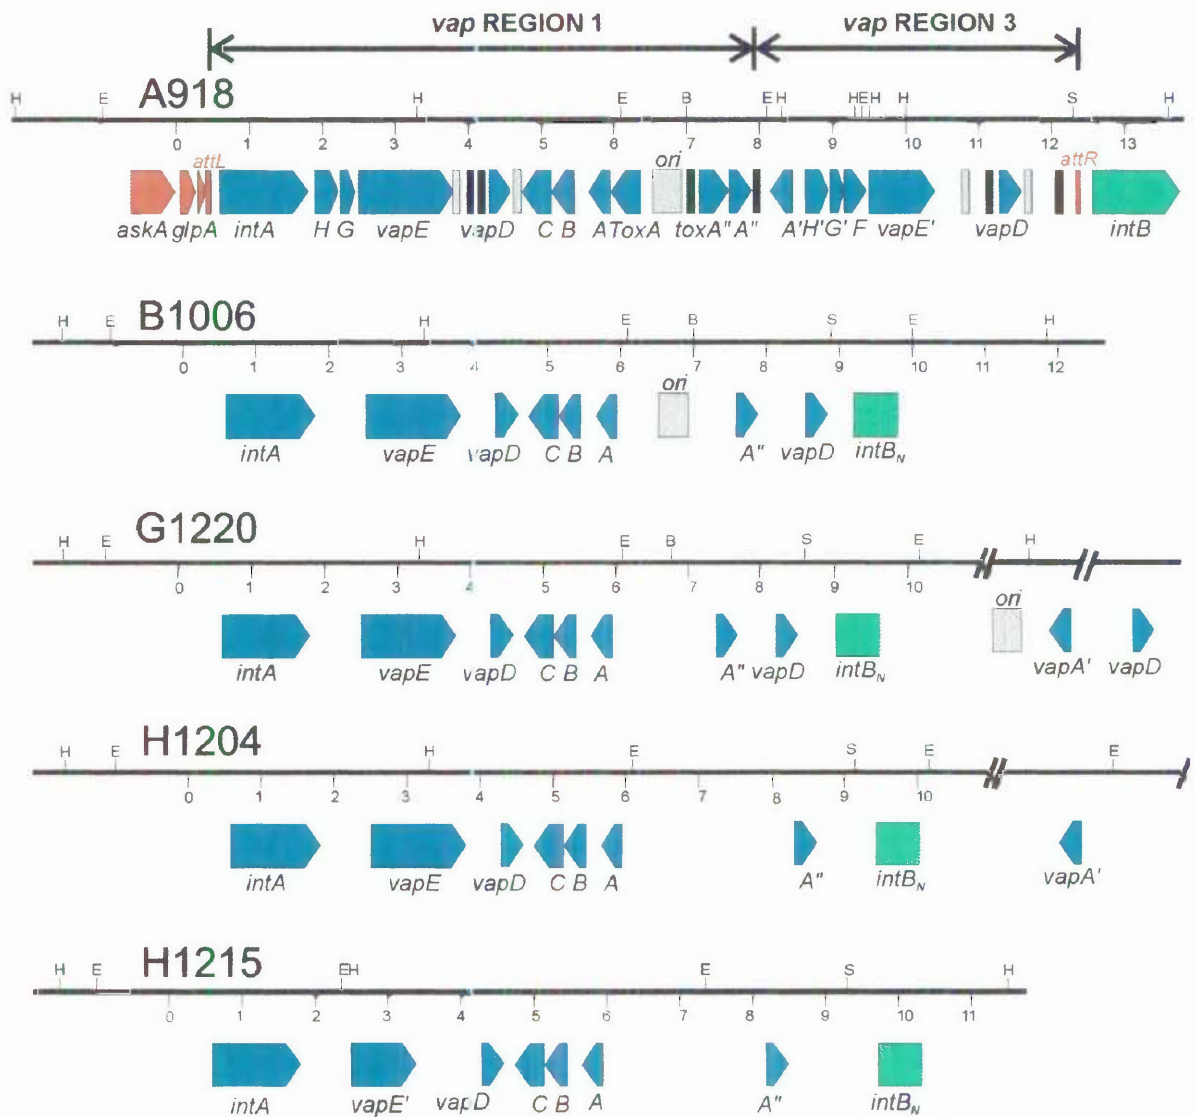 vap REGION 1 vap REGION 3
A918
H E H E B E H H E H H S H
0 1 2 3 4 5 6 7 8 9 10 11 12 13
attL ori attR
askA glpA intA H G vapE vapD C B A ToxA toxA" A" A' H' G' F vapE' vapD intB
B1006
H E H E B S E H
0 1 2 3 4 5 6 7 8 9 10 11 12
ori
intA vapE vapD C B A A" vapD intBN
G1220
H E H E B S E H
0 1 2 3 4 5 6 7 8 9 10
ori
intA vapE vapD C B A A" vapD intBN vapA' vapD
H1204
H E H E S E E
0 1 2 3 4 5 6 7 8 9 10
intA vapE vapD C B A A" intBN vapA'
H1215
H E EH E S H
0 1 2 3 4 5 6 7 8 9 10 11
intA vapE' vapD C B A A" intBN